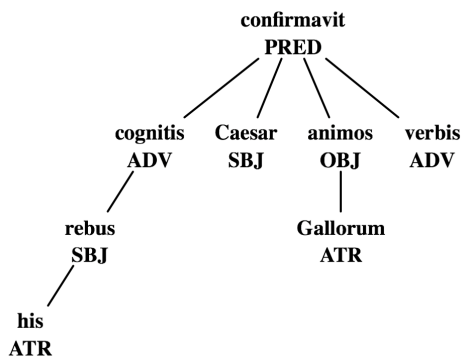 confirmavit
PRED
cognitis Caesar animos verbis
ADV SBJ OBJ ADV
rebus Gallorum
SBJ ATR
his
ATR